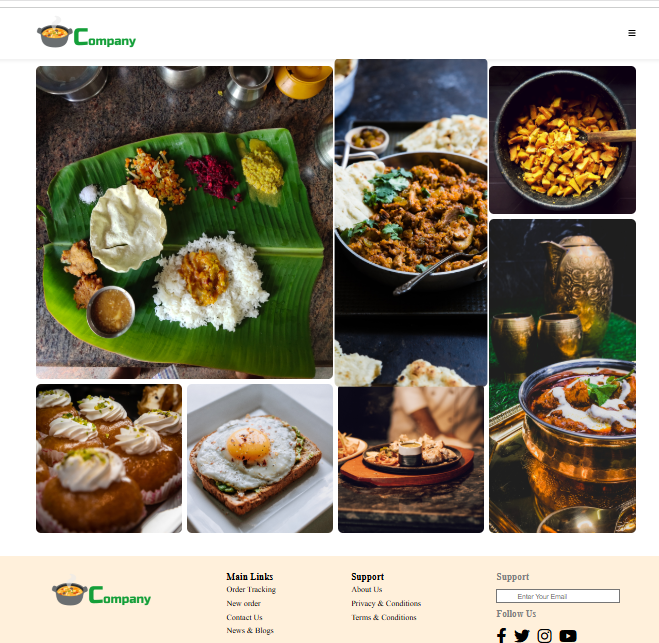 Company
Company
Main Links
Order Tracking
New order
Contact Us
News & Blogs
Support
About Us
Privacy & Conditions
Terms & Conditions
Support
Enter Your Email
Follow Us